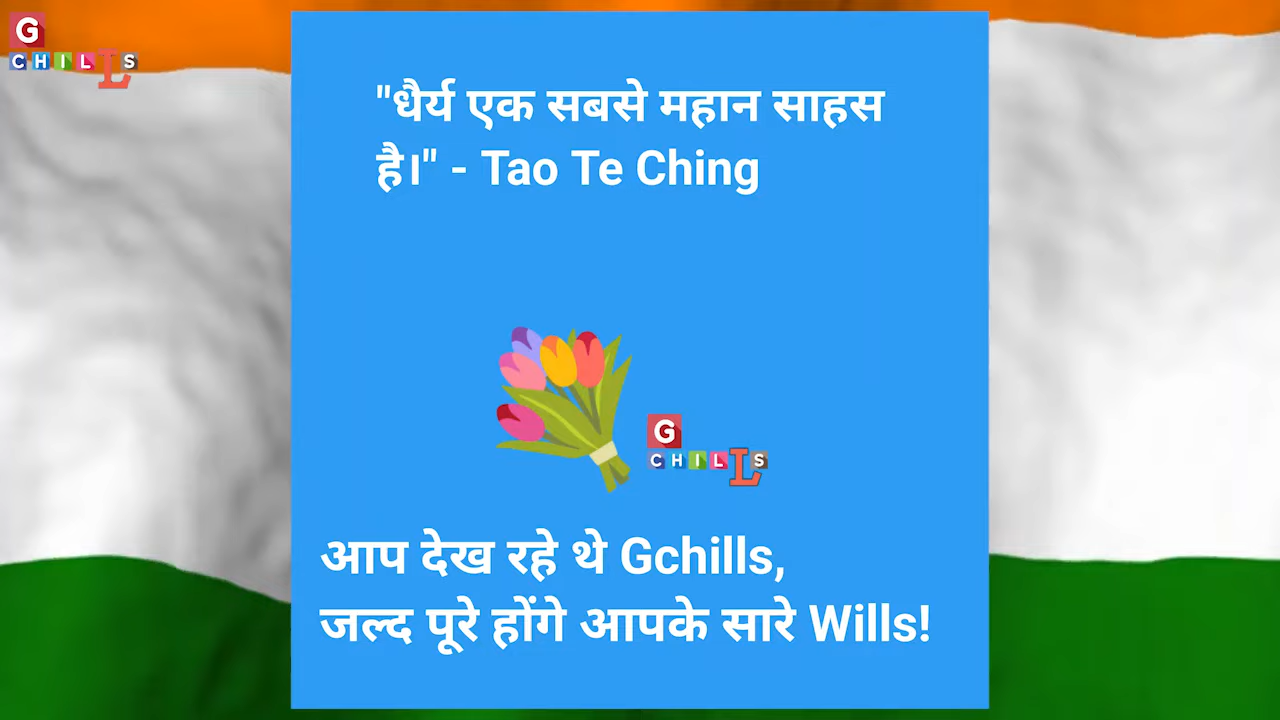 G
CHILLS
"धैर्य एक सबसे महान साहस
है।" - Tao Te Ching
G
CHILLS
आप देख रहे थे Gchills,
जल्द पूरे होंगे आपके सारे Wills!